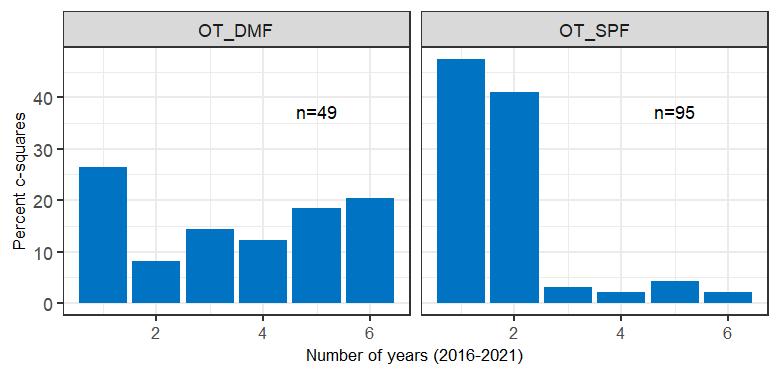 OT_DMF
OT_SPF
Percent c-squares
40
30
20
10
0
n=49
n=95
2
4
6
2
4
6
Number of years (2016-2021)